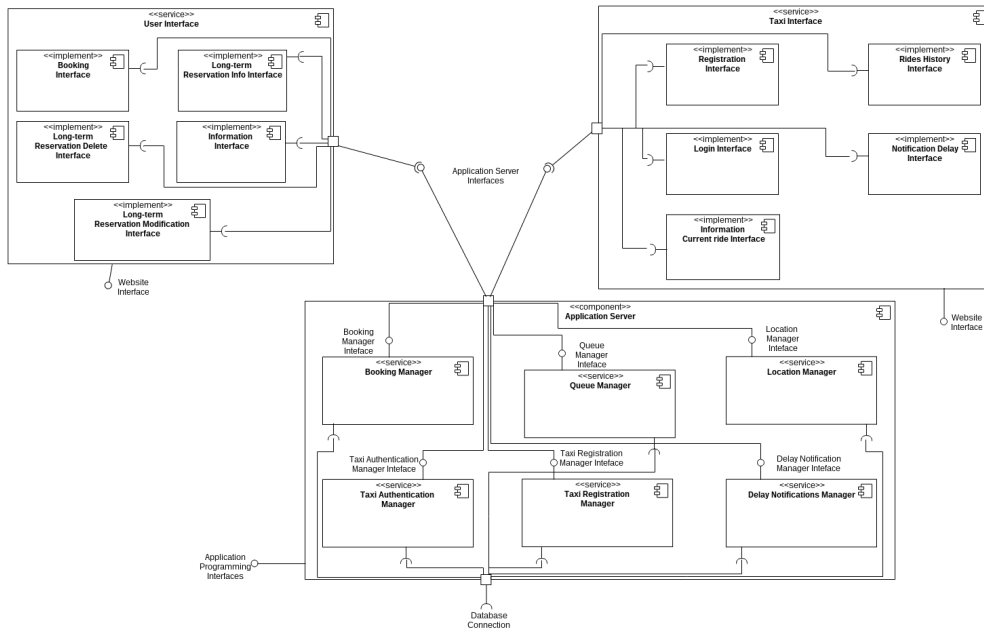 <<service>>
User Interface
<<implement>>
Booking
Interface
<<implement>>
Long-term
Reservation Info Interface
<<implement>>
Long-term
Reservation Delete
Interface
<<implement>>
Information
Interface
<<implement>>
Long-term
Reservation Modification
Interface
Website
Interface
Application Server
Interfaces
<<service>>
Taxi Interface
<<implement>>
Registration
Interface
<<implement>>
Rides History
Interface
<<implement>>
Login Interface
<<implement>>
Notification Delay
Interface
<<implement>>
Information
Current ride Interface
Website
Interface
<<component>>
Application Server
Booking
Manager
Inteface
Queue
Manager
Inteface
Location
Manager
Inteface
<<service>>
Booking Manager
<<service>>
Queue Manager
<<service>>
Location Manager
Taxi Authentication
Manager Inteface
Taxi Registration
Manager Inteface
Delay Notification
Manager Inteface
<<service>>
Taxi Authentication
Manager
<<service>>
Taxi Registration
Manager
<<service>>
Delay Notifications Manager
Application
Programming
Interfaces
Database
Connection